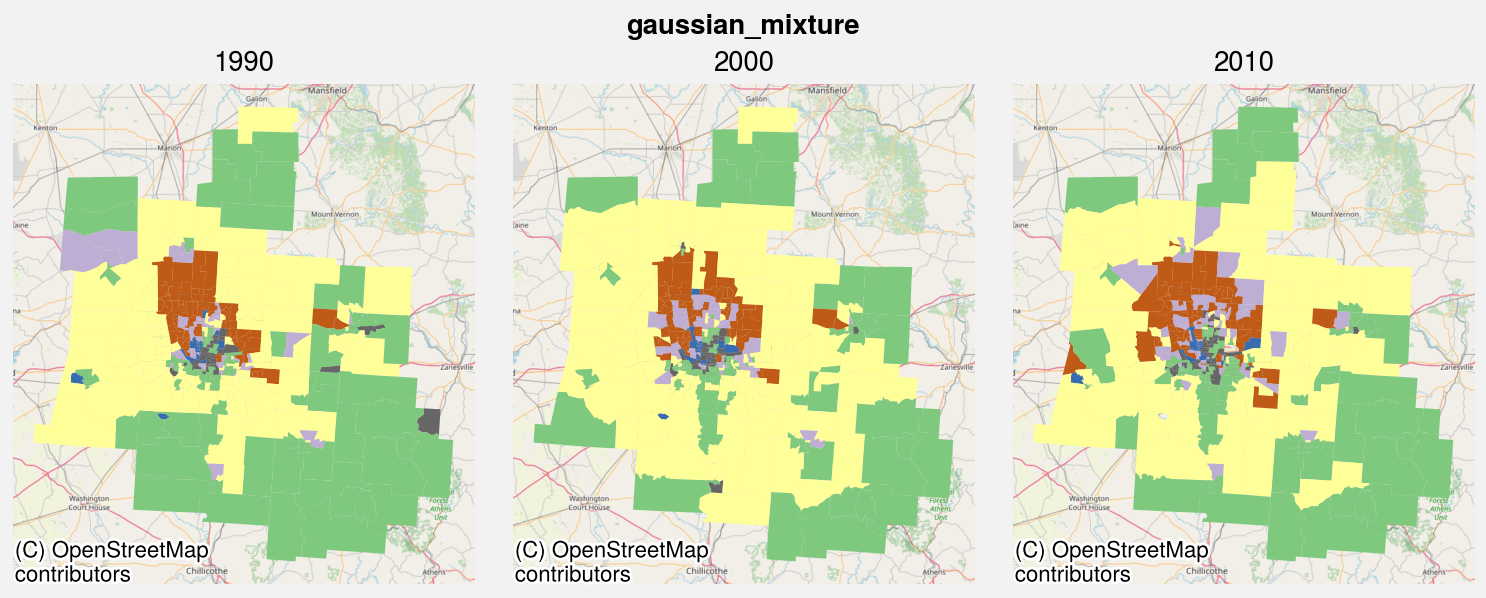 gaussian_mixture
1990
2000
2010
Mansfield
Galion
Kenton
Marion
Mount Vernon
Zanesville
Washington
Court House
Forest
Athens
Unit
(C) OpenStreetMap
contributors
Chillicothe
Athens
Mansfield
Galion
Kenton
Marion
Mount Vernon
Zanesville
Washington
Court House
Forest
Athens
Unit
(C) OpenStreetMap
contributors
Chillicothe
Athens
Mansfield
Galion
Kenton
Marion
Mount Vernon
Zanesville
Washington
Court House
Forest
Athens
Unit
(C) OpenStreetMap
contributors
Chillicothe
Athens